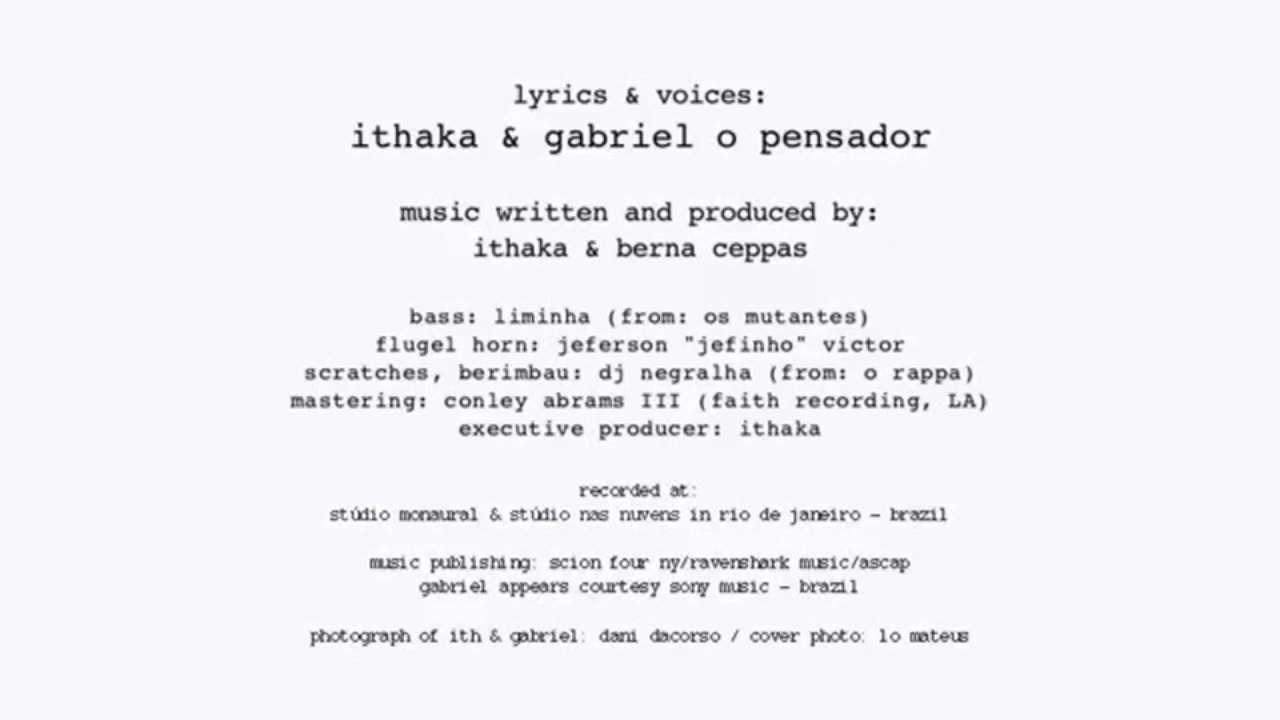 lyrics & voices:
ithaka & gabriel o pensador
music written and produced by:
ithaka & berna ceppas
bass: liminha (from: os mutantes)
flugel horn: jeferson "jefinho" victor
scratches, berimbau: dj negralha (from: o rappa)
mastering: conley abrams III (faith recording, LA)
executive producer: ithaka
recorded at:
stúdio monaural & stúdio nas nuvens in rio de janeiro - brazil
music publishing: scion four ny/ravenshark music/ascap
gabriel appears courtesy sony music - brazil
photograph of ith & gabriel: dani dacorso / cover photo: lo mateus